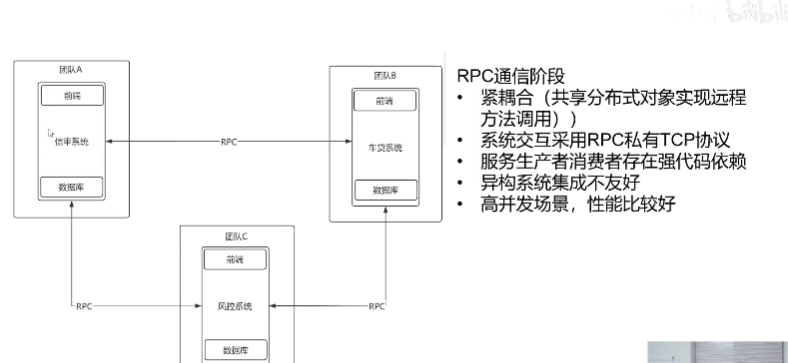 bilibili
团队A
前端
信审系统
数据库
团队B
前端
车贷系统
数据库
RPC
团队C
前端
风控系统
数据库
RPC
RPC
RPC通信阶段
• 紧耦合（共享分布式对象实现远程
方法调用））
• 系统交互采用RPC私有TCP协议
• 服务生产者消费者存在强代码依赖
• 异构系统集成不友好
• 高并发场景，性能比较好